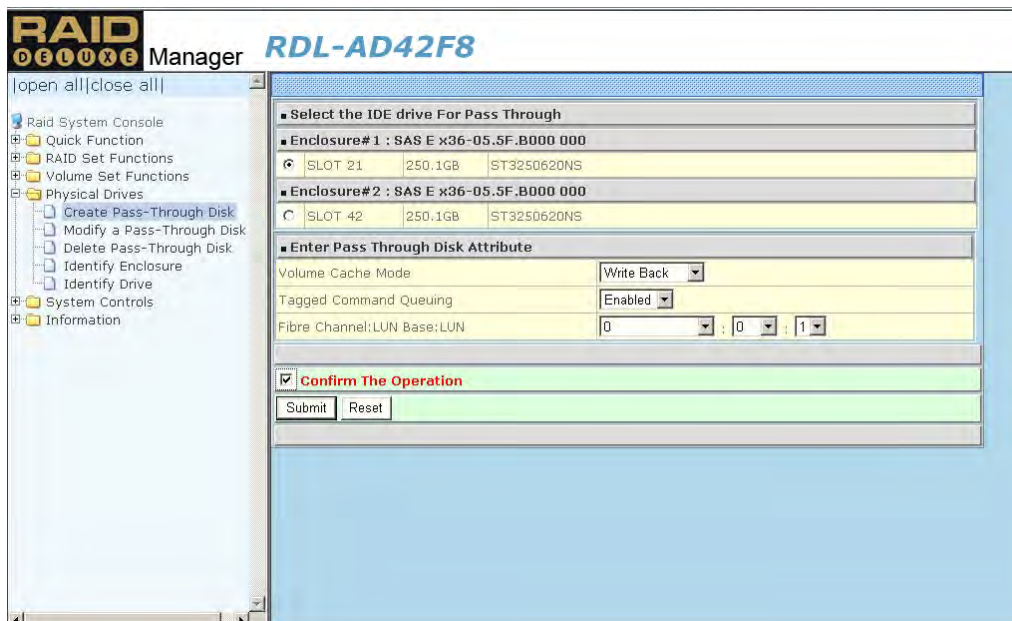 RAID
DELUXE Manager
RDL-AD42F8
|open all|close all|
Raid System Console
Quick Function
RAID Set Functions
Volume Set Functions
Physical Drives
Create Pass-Through Disk
Modify a Pass-Through Disk
Delete Pass-Through Disk
Identify Enclosure
Identify Drive
System Controls
Information
Select the IDE drive For Pass Through
Enclosure#1 : SAS E x36-05.5F.B000 000
SLOT 21 250.1GB ST3250620NS
Enclosure#2 : SAS E x36-05.5F.B000 000
SLOT 42 250.1GB ST3250620NS
Enter Pass Through Disk Attribute
Volume Cache Mode Write Back
Tagged Command Queuing Enabled
Fibre Channel:LUN Base:LUN 0 : 0 : 1
Confirm The Operation
Submit Reset